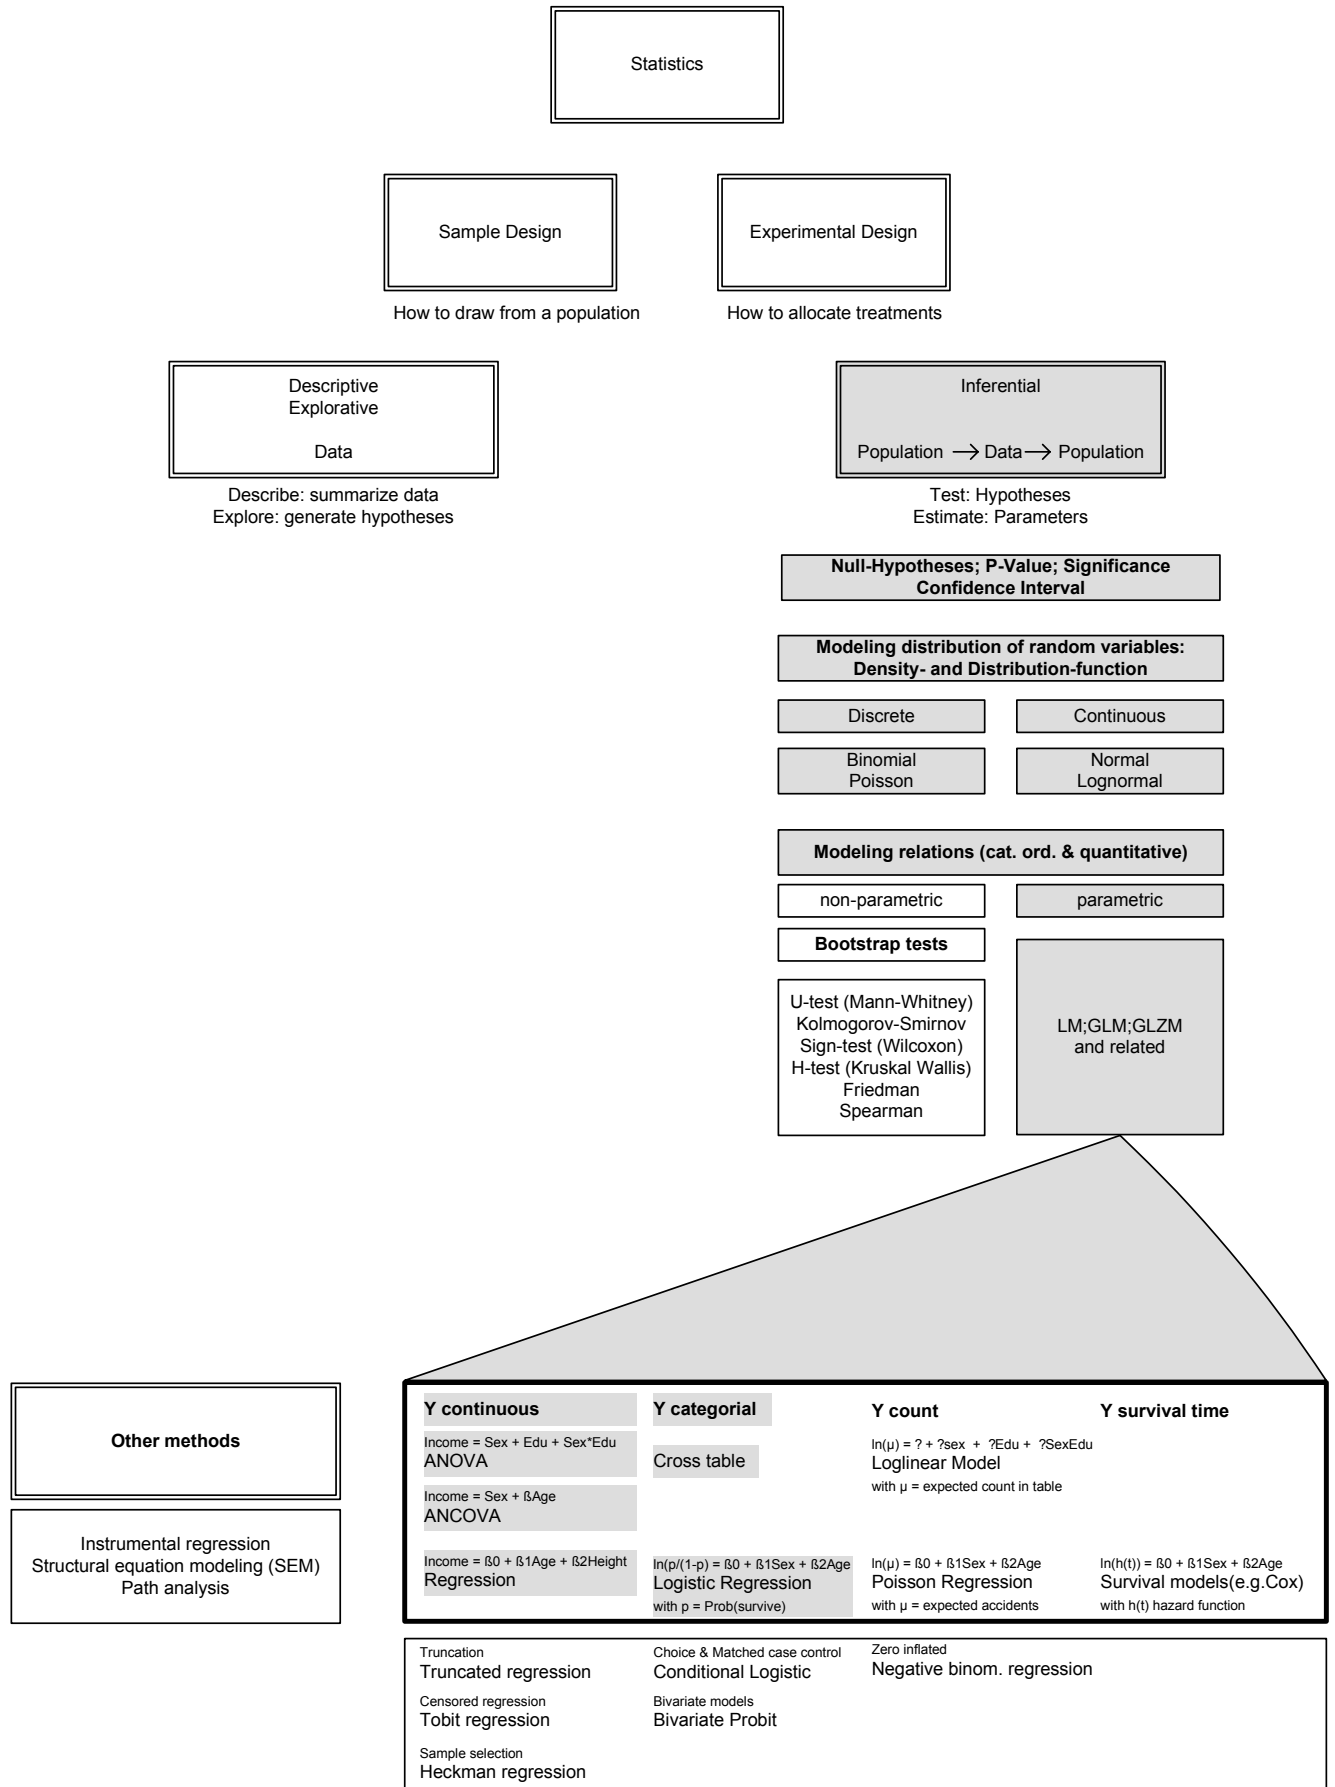 Statistics
Sample Design
Experimental Design
How to draw from a population
How to allocate treatments
Descriptive
Explorative
Data
Describe: summarize data
Explore: generate hypotheses
Inferential
Population → Data → Population
Test: Hypotheses
Estimate: Parameters
Null-Hypotheses; P-Value; Significance
Confidence Interval
Modeling distribution of random variables:
Density- and Distribution-function
Discrete
Continuous
Binomial
Poisson
Normal
Lognormal
Modeling relations (cat. ord. & quantitative)
non-parametric
parametric
Bootstrap tests
U-test (Mann-Whitney)
Kolmogorov-Smirnov
Sign-test (Wilcoxon)
H-test (Kruskal Wallis)
Friedman
Spearman
LM;GLM;GLZM
and related
Other methods
Instrumental regression
Structural equation modeling (SEM)
Path analysis
Y continuous
Income = Sex + Edu + Sex*Edu
ANOVA
Income = Sex + ßAge
ANCOVA
Income = ß0 + ß1Age + ß2Height
Regression
Y categorial
Cross table
ln(p/(1-p) = ß0 + ß1Sex + ß2Age
Logistic Regression
with p = Prob(survive)
Y count
ln(µ) = ? + ?sex + ?Edu + ?SexEdu
Loglinear Model
with µ = expected count in table
ln(µ) = ß0 + ß1Sex + ß2Age
Poisson Regression
with µ = expected accidents
Y survival time
ln(h(t)) = ß0 + ß1Sex + ß2Age
Survival models(e.g.Cox)
with h(t) hazard function
Truncation
Truncated regression
Censored regression
Tobit regression
Sample selection
Heckman regression
Choice & Matched case control
Conditional Logistic
Bivariate models
Bivariate Probit
Zero inflated
Negative binom. regression